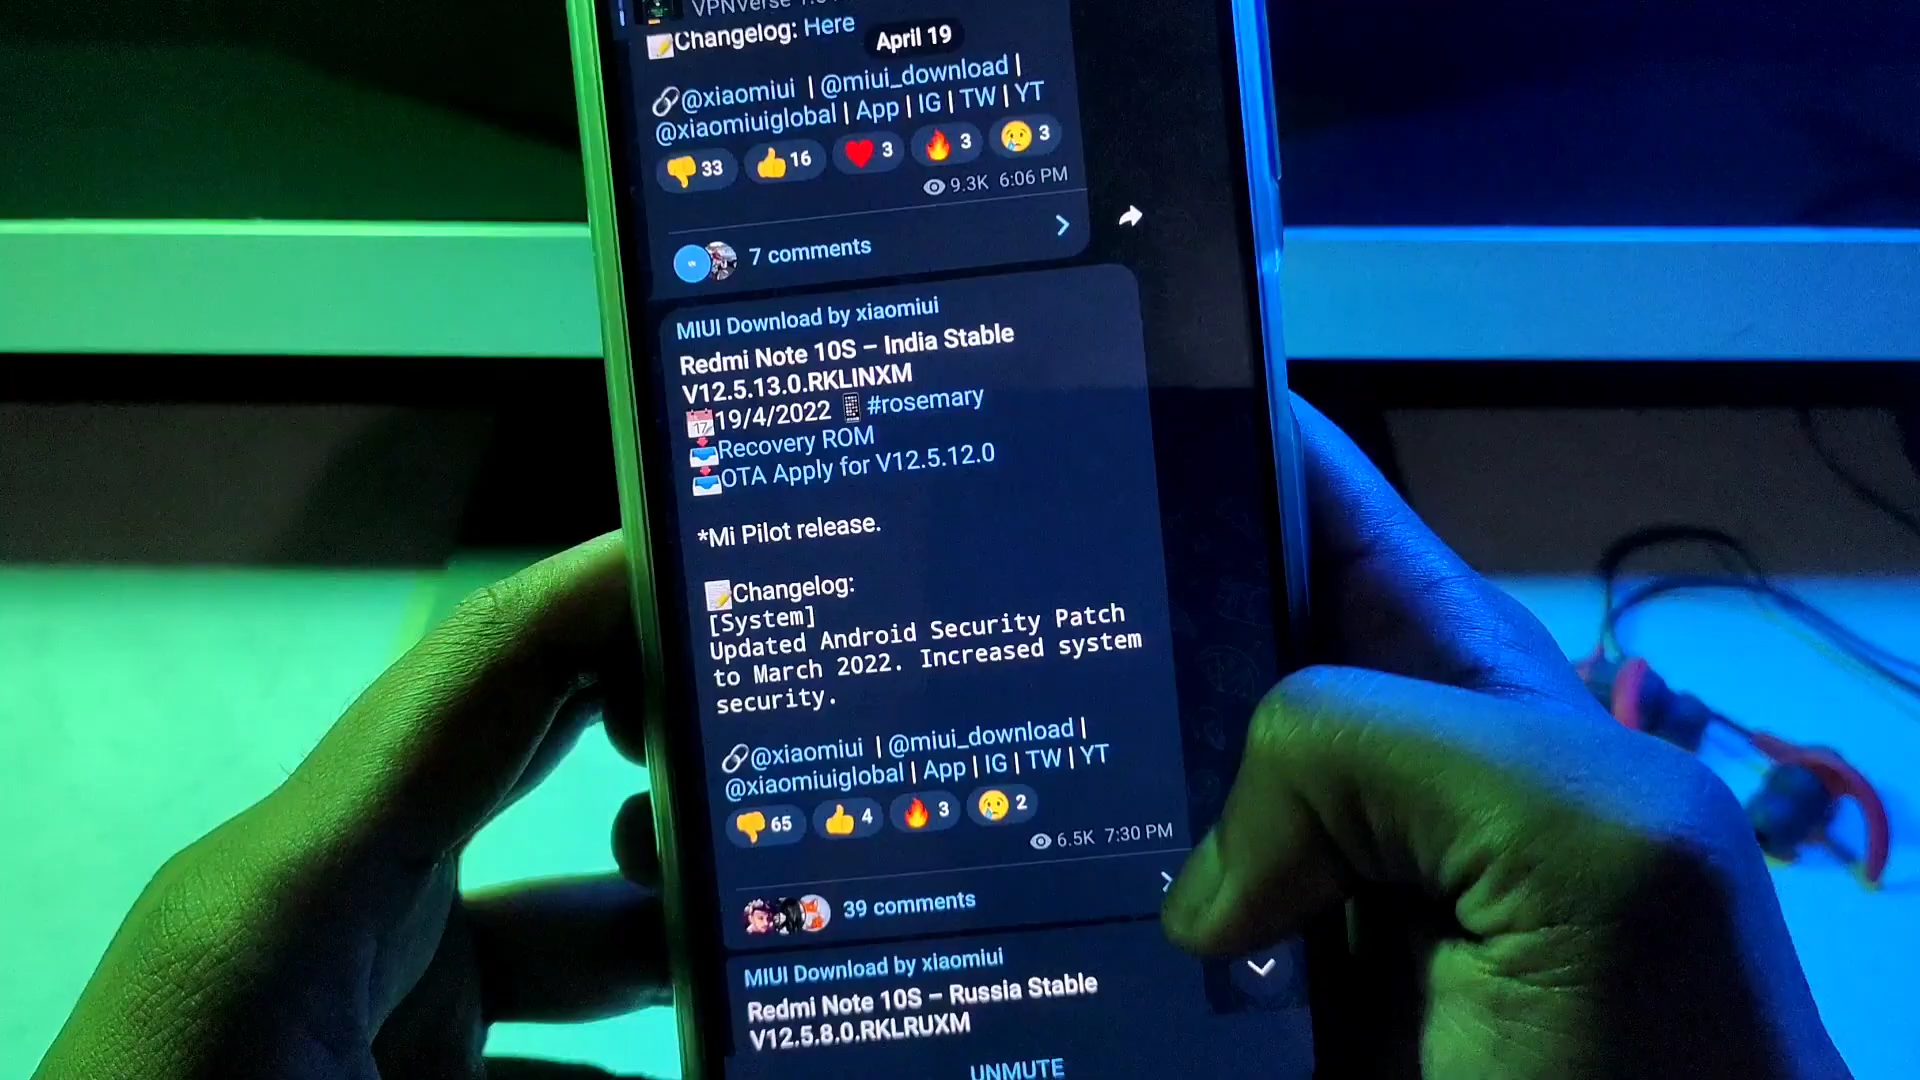 VPNVerse
📝Changelog: Here
April 19
🔗@xiaomiui | @miui_download |
@xiaomiuiglobal | App | IG | TW | YT
👎 33 👍 16 ❤ 3 🔥 3 😢 3
9.3K 6:06 PM
7 comments
MIUI Download by xiaomiui
Redmi Note 10S – India Stable
V12.5.13.0.RKLINXM
📅19/4/2022 📱#rosemary
📥Recovery ROM
📥OTA Apply for V12.5.12.0
*Mi Pilot release.
📝Changelog:
[System]
Updated Android Security Patch
to March 2022. Increased system
security.
🔗@xiaomiui | @miui_download |
@xiaomiuiglobal | App | IG | TW | YT
👎 65 👍 4 🔥 3 😢 2
6.5K 7:30 PM
39 comments
MIUI Download by xiaomiui
Redmi Note 10S – Russia Stable
V12.5.8.0.RKLRUXM
UNMUTE